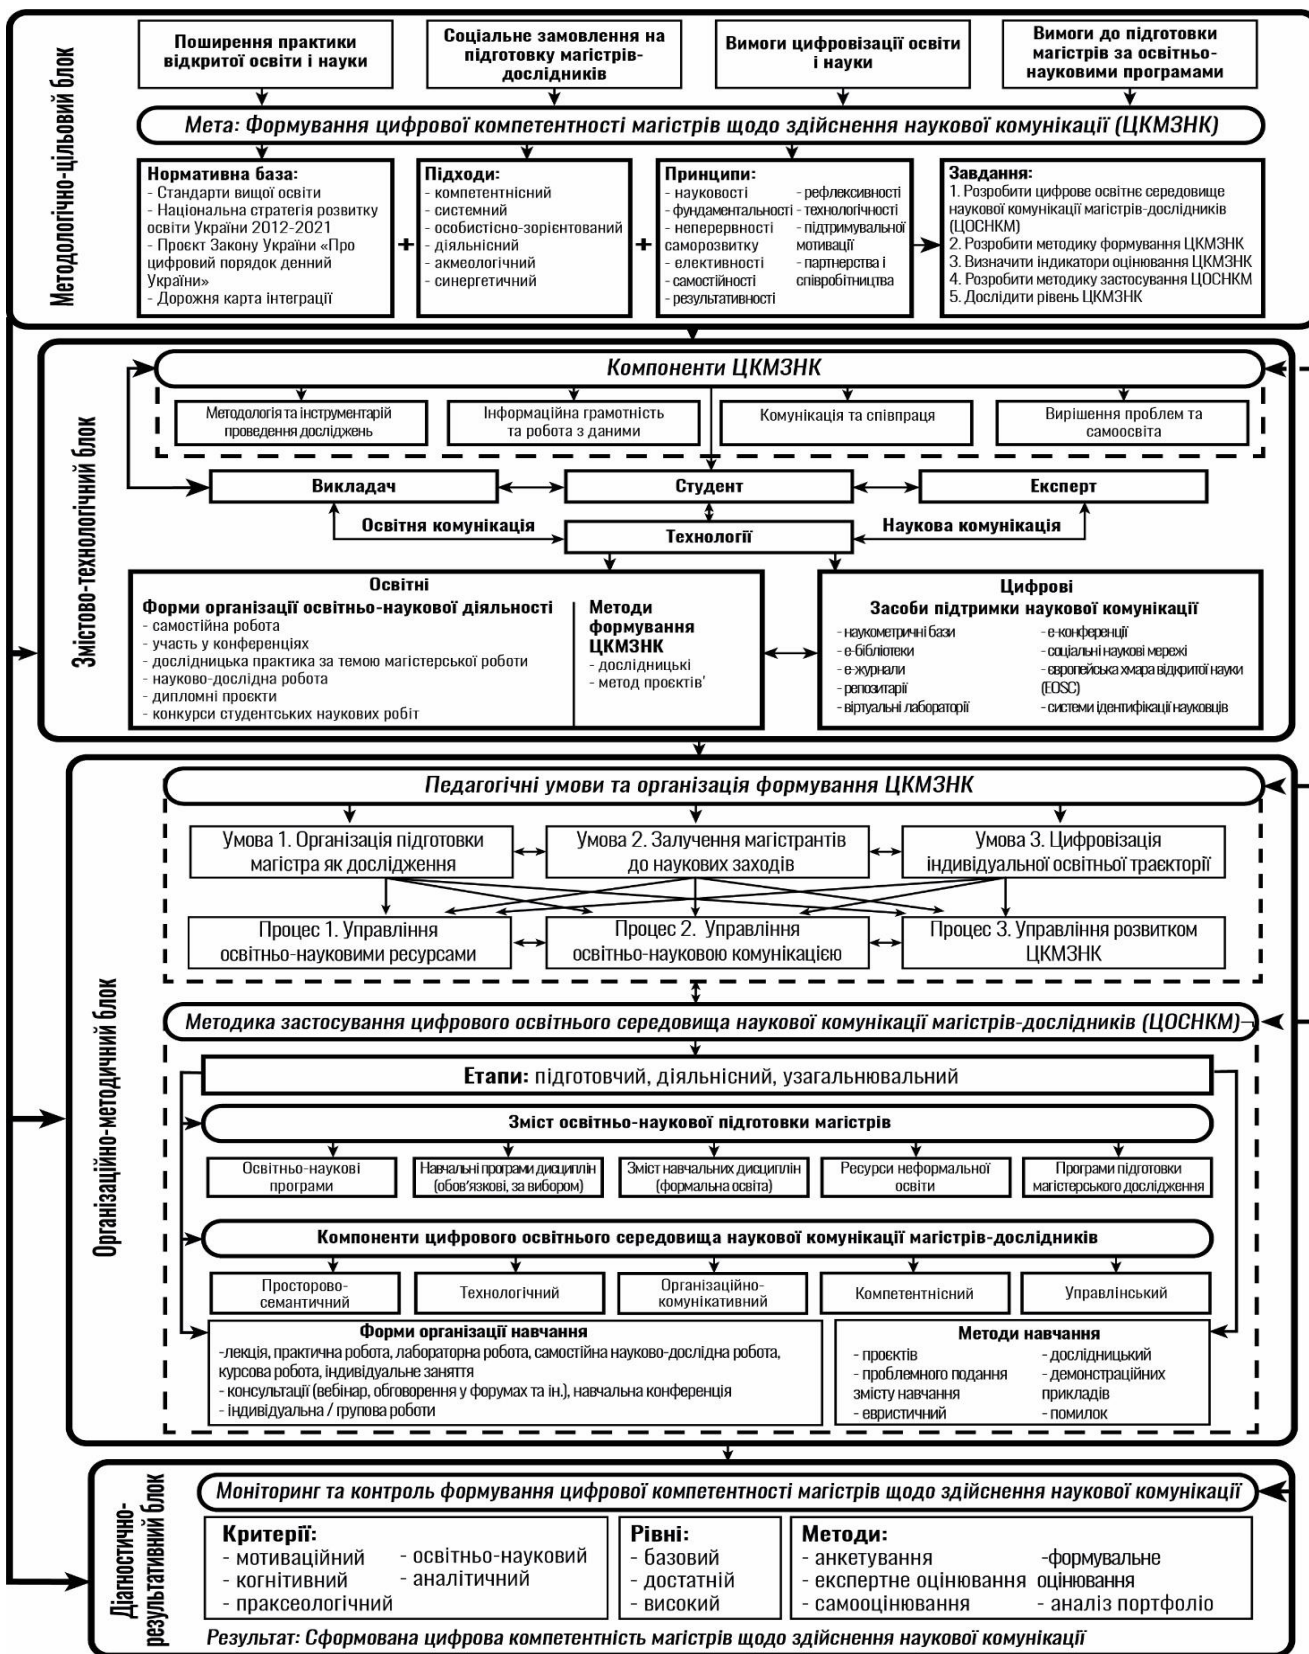 Методологічно-цільовий блок
Поширення практики
відкритої освіти і науки
Соціальне замовлення на
підготовку магістрів-
дослідників
Вимоги цифровізації освіти
і науки
Вимоги до підготовки
магістрів за освітньо-
науковими програмами
Мета: Формування цифрової компетентності магістрів щодо здійснення наукової комунікації (ЦКМЗНК)
Нормативна база:
- Стандарти вищої освіти
- Національна стратегія розвитку
освіти України 2012-2021
- Проєкт Закону України «Про
цифровий порядок денний
України»
- Дорожня карта інтеграції
+
Підходи:
- компетентнісний
- системний
- особистісно-зорієнтований
- діяльнісний
- акмеологічний
- синергетичний
+
Принципи:
- науковості
- фундаментальності
- неперервності
саморозвитку
- елективності
- самостійності
- результативності
- рефлексивності
- технологічності
- підтримувальної
мотивації
- партнерства і
співробітництва
Завдання:
1. Розробити цифрове освітнє середовище
наукової комунікації магістрів-дослідників
(ЦОСНКМ)
2. Розробити методику формування ЦКМЗНК
3. Визначити індикатори оцінювання ЦКМЗНК
4. Розробити методику застосування ЦОСНКМ
5. Дослідити рівень ЦКМЗНК
Змістово-технологічний блок
Компоненти ЦКМЗНК
Методологія та інструментарій
проведення досліджень
Інформаційна грамотність
та робота з даними
Комунікація та співпраця
Вирішення проблем та
самоосвіта
Викладач
Студент
Експерт
Освітня комунікація
Технології
Наукова комунікація
Освітні
Форми організації освітньо-наукової діяльності
- самостійна робота
- участь у конференціях
- дослідницька практика за темою магістерської роботи
- науково-дослідна робота
- дипломні проєкти
- конкурси студентських наукових робіт
Методи
формування
ЦКМЗНК
- дослідницькі
- метод проєктів'
Цифрові
Засоби підтримки наукової комунікації
- наукометричні бази
- е-бібліотеки
- е-журнали
- репозитарії
- віртуальні лабораторії
- е-конференції
- соціальні наукові мережі
- європейська хмара відкритої науки
(EOSC)
- системи ідентифікації науковців
Організаційно-методичний блок
Педагогічні умови та організація формування ЦКМЗНК
Умова 1. Організація підготовки
магістра як дослідження
Умова 2. Залучення магістрантів
до наукових заходів
Умова 3. Цифровізація
індивідуальної освітньої траєкторії
Процес 1. Управління
освітньо-науковими ресурсами
Процес 2. Управління
освітньо-науковою комунікацією
Процес 3. Управління розвитком
ЦКМЗНК
Методика застосування цифрового освітнього середовища наукової комунікації магістрів-дослідників (ЦОСНКМ)
Етапи: підготовчий, діяльнісний, узагальнювальний
Зміст освітньо-наукової підготовки магістрів
Освітньо-наукові
програми
Навчальні програми дисциплін
(обов'язкові, за вибором)
Зміст навчальних дисциплін
(формальна освіта)
Ресурси неформальної
освіти
Програми підготовки
магістерського дослідження
Компоненти цифрового освітнього середовища наукової комунікації магістрів-дослідників
Просторово-
семантичний
Технологічний
Організаційно-
комунікативний
Компетентнісний
Управлінський
Форми організації навчання
-лекція, практична робота, лабораторна робота, самостійна науково-дослідна робота,
курсова робота, індивідуальне заняття
- консультації (вебінар, обговорення у форумах та ін.), навчальна конференція
- індивідуальна / групова роботи
Методи навчання
- проєктів
- проблемного подання
змісту навчання
- евристичний
- дослідницький
- демонстраційних
прикладів
- помилок
Діагностично-
результативний блок
Моніторинг та контроль формування цифрової компетентності магістрів щодо здійснення наукової комунікації
Критерії:
- мотиваційний
- когнітивний
- праксеологічний
- освітньо-науковий
- аналітичний
Рівні:
- базовий
- достатній
- високий
Методи:
- анкетування
- експертне оцінювання
- самооцінювання
-формувальне
оцінювання
- аналіз портфоліо
Результат: Сформована цифрова компетентність магістрів щодо здійснення наукової комунікації